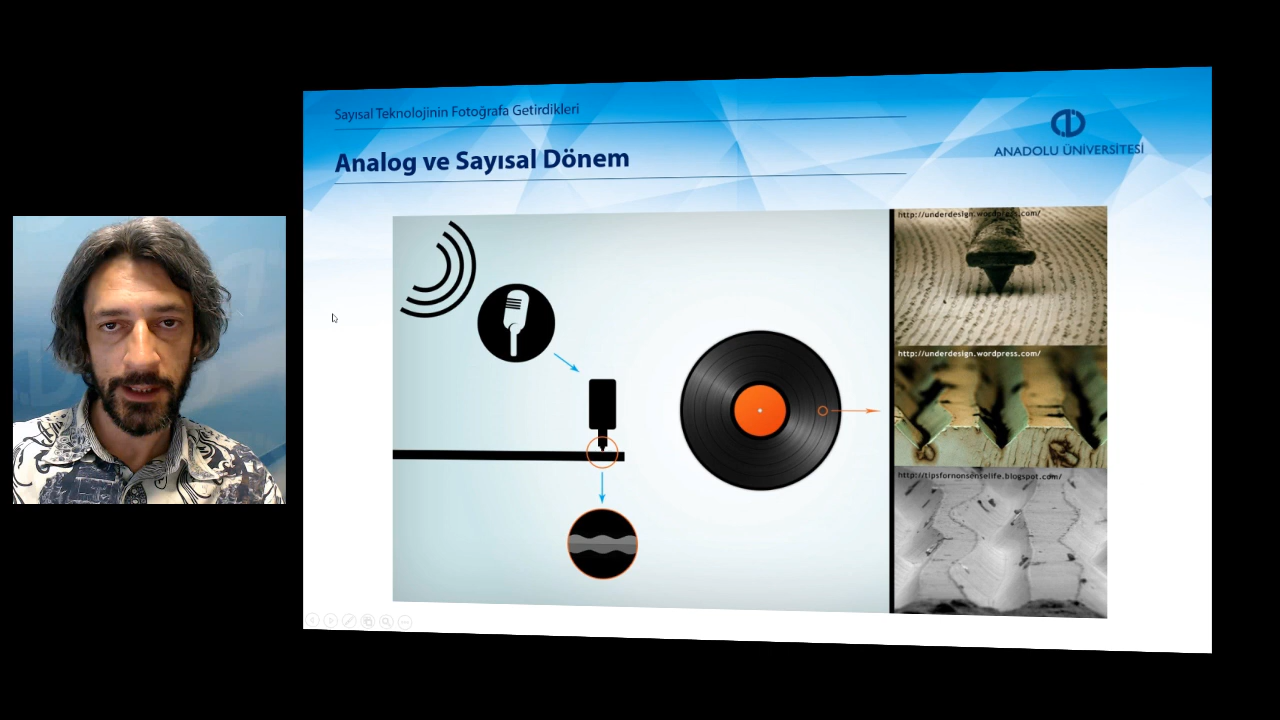 Sayısal Teknolojinin Fotoğrafa Getirdikleri
Analog ve Sayısal Dönem
ANADOLU ÜNİVERSİTESİ
http://underdesign.wordpress.com/
http://underdesign.wordpress.com/
http://tipsfornonsenselife.blogspot.com/